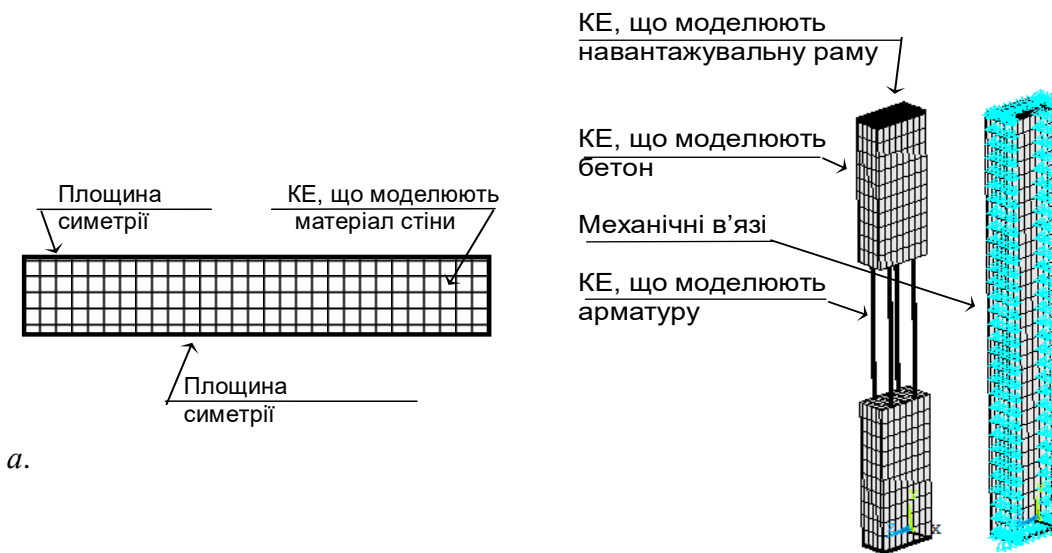 КЕ, що моделюють
навантажувальну раму
КЕ, що моделюють
бетон
Механічні в’язі
КЕ, що моделюють
арматуру
Площина
симетрії
КЕ, що моделюють
матеріал стіни
Площина
симетрії
а.
x